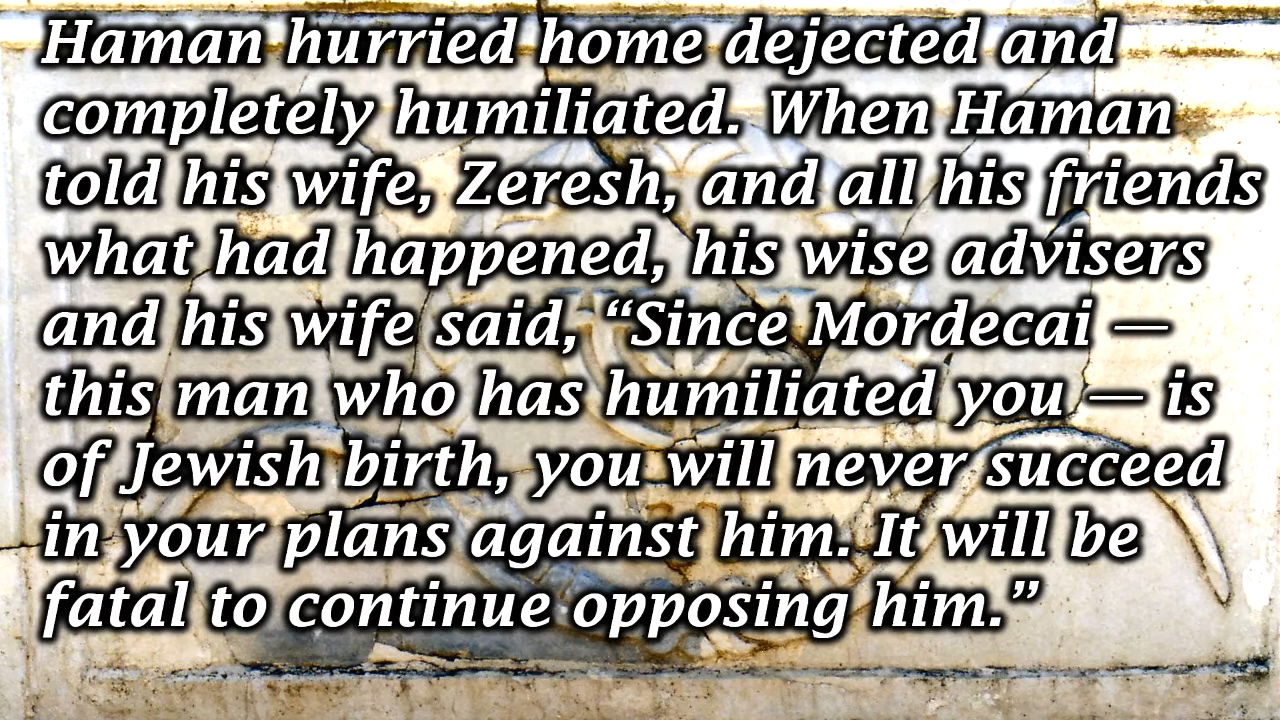 Haman hurried home dejected and
completely humiliated. When Haman
told his wife, Zeresh, and all his friends
what had happened, his wise advisers
and his wife said, “Since Mordecai —
this man who has humiliated you — is
of Jewish birth, you will never succeed
in your plans against him. It will be
fatal to continue opposing him.”